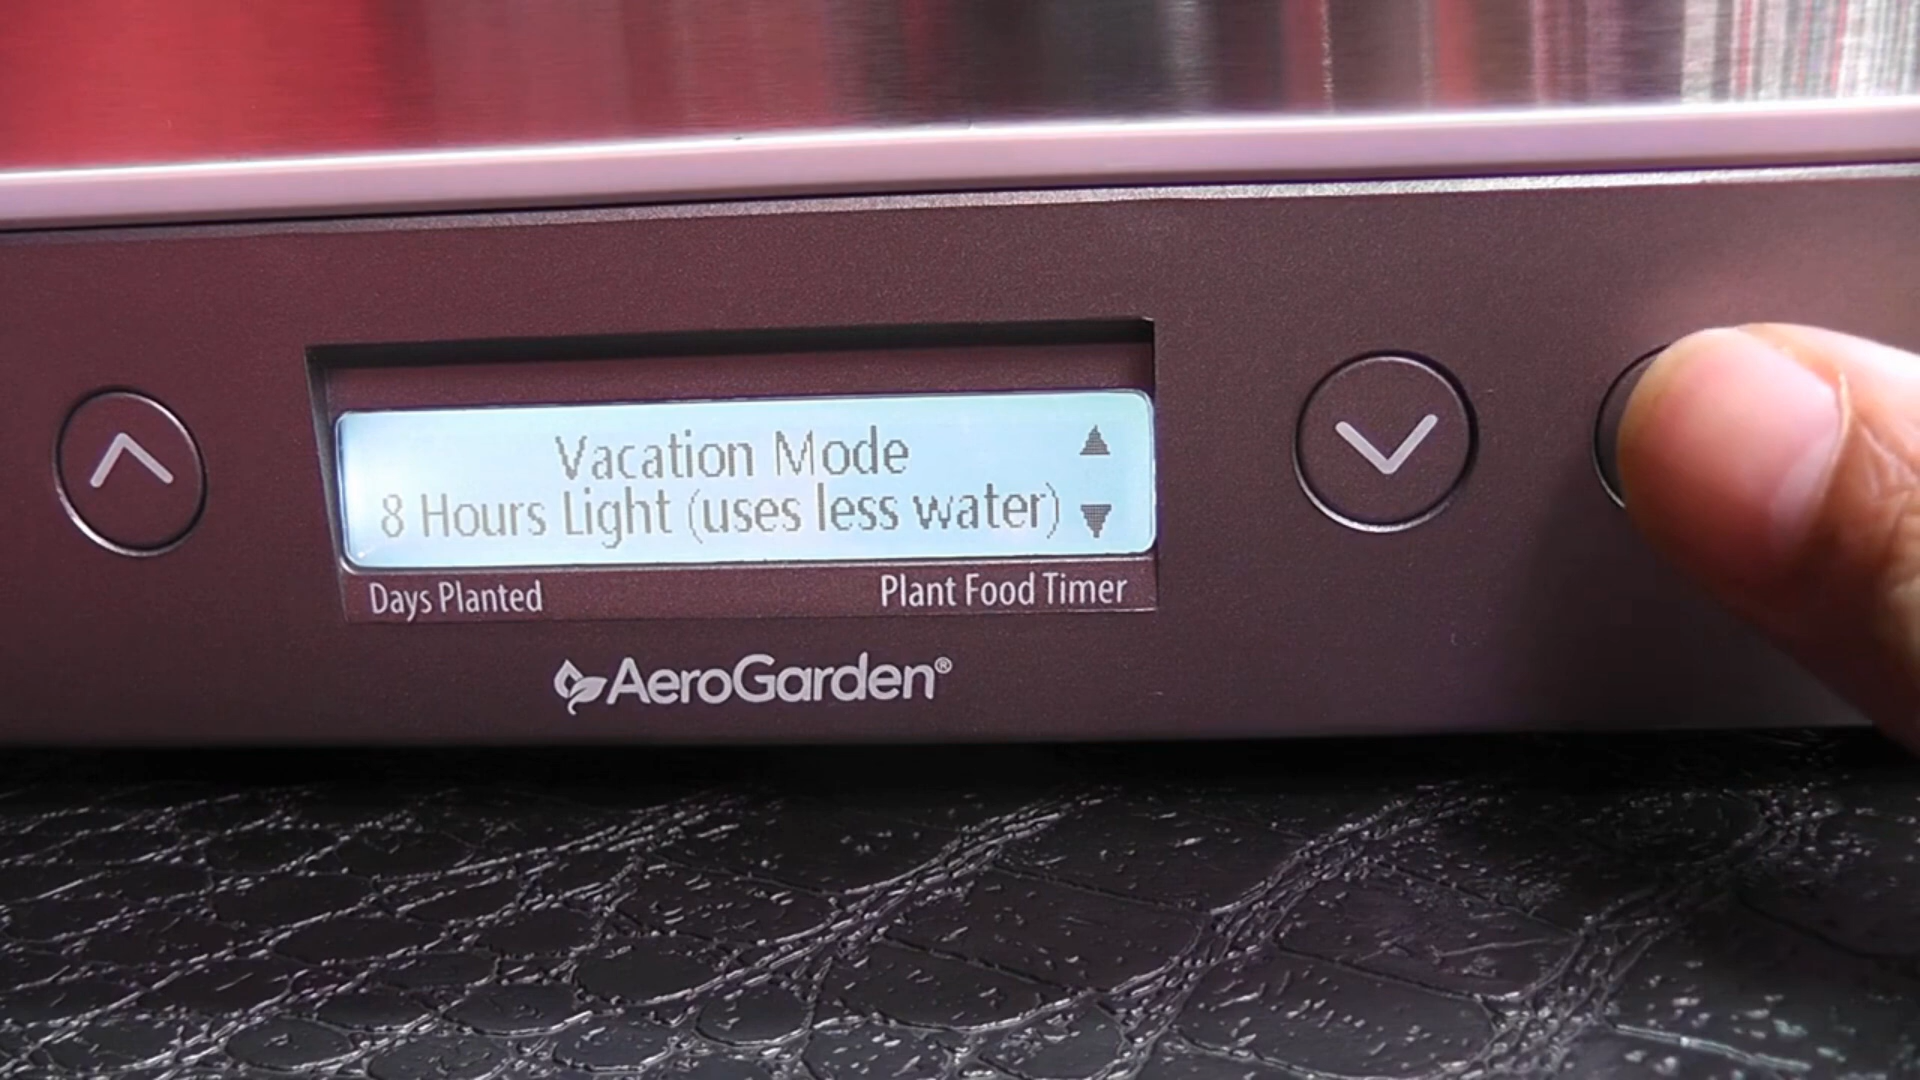 Vacation Mode
8 Hours Light (uses less water)
Days Planted
Plant Food Timer
AeroGarden®